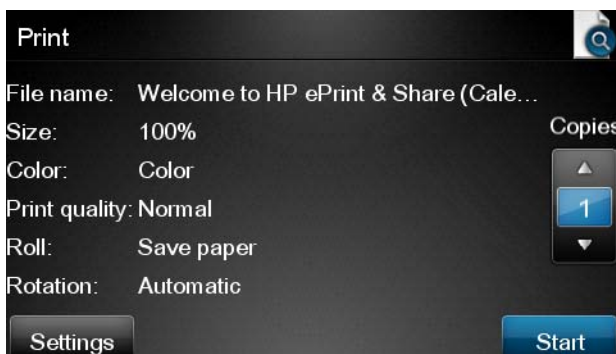 Print
File name: Welcome to HP ePrint & Share (Cale...
Size: 100%
Copies
Color: Color
Print quality: Normal
1
Roll: Save paper
Rotation: Automatic
Settings
Start